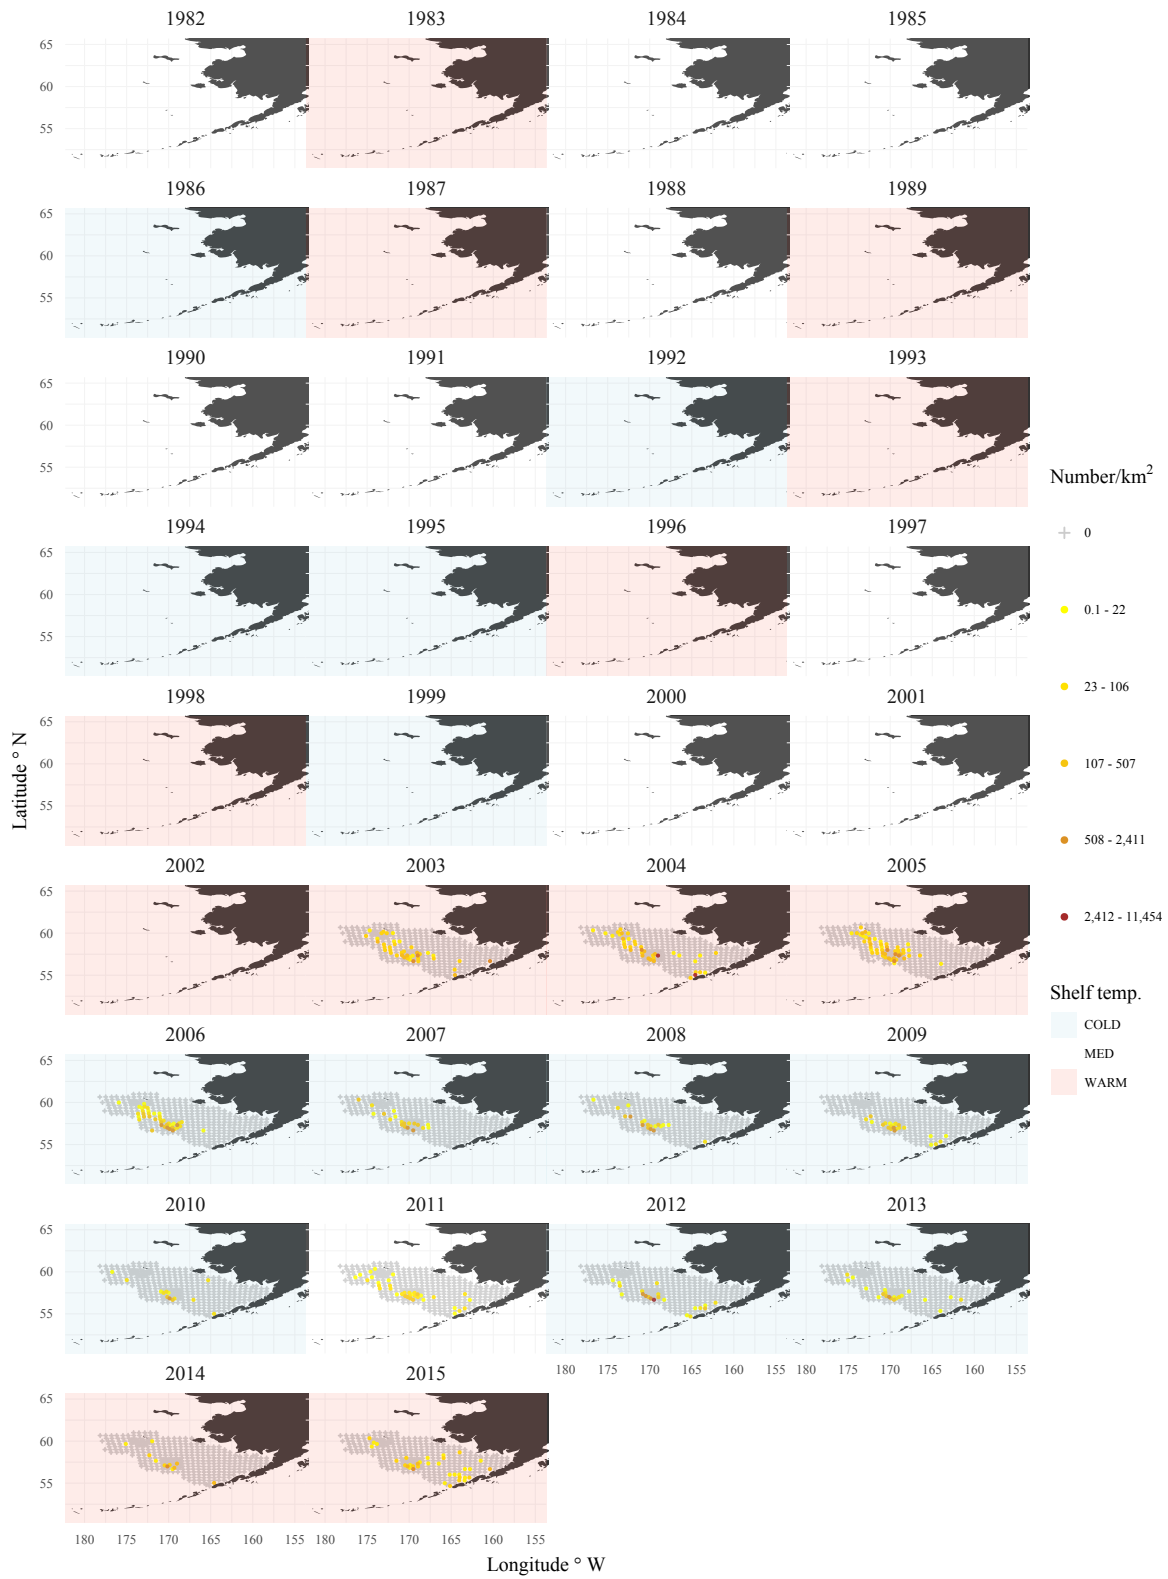 1982 1983 1984 1985
65
60
55
1986 1987 1988 1989
65
60
55
1990 1991 1992 1993
65
60
55
Number/km²
1994 1995 1996 1997
+ 0
65
60
55
0.1 - 22
23 - 106
1998 1999 2000 2001
65
60
55
107 - 507
508 - 2,411
Latitude ° N
2002 2003 2004 2005
65
60
55
2,412 - 11,454
Shelf temp.
COLD
MED
WARM
2006 2007 2008 2009
65
60
55
2010 2011 2012 2013
65
60
55
180 175 170 165 160 155 180 175 170 165 160 155
2014 2015
65
60
55
180 175 170 165 160 155 180 175 170 165 160 155
Longitude ° W